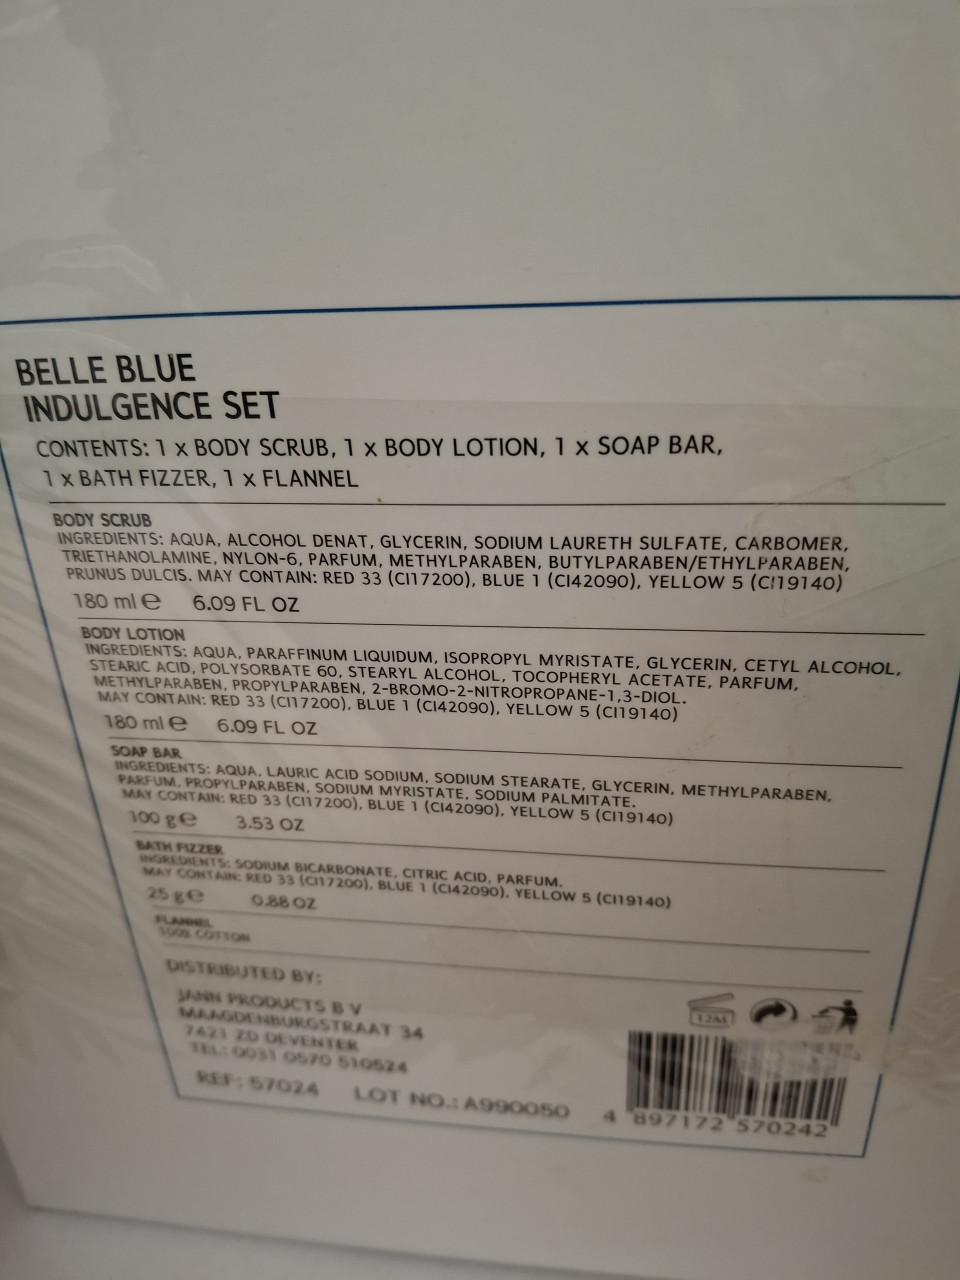 BELLE BLUE
INDULGENCE SET
CONTENTS: 1 x BODY SCRUB, 1 x BODY LOTION, 1 x SOAP BAR,
1 x BATH FIZZER, 1 x FLANNEL
BODY SCRUB
INGREDIENTS: AQUA, ALCOHOL DENAT, GLYCERIN, SODIUM LAURETH SULFATE, CARBOMER,
TRIETHANOLAMINE, NYLON-6, PARFUM, METHYLPARABEN, BUTYLPARABEN/ETHYLPARABEN,
PRUNUS DULCIS. MAY CONTAIN: RED 33 (CI17200), BLUE 1 (CI42090), YELLOW 5 (CI19140)
180 ml e 6.09 FL OZ
BODY LOTION
INGREDIENTS: AQUA, PARAFFINUM LIQUIDUM, ISOPROPYL MYRISTATE, GLYCERIN, CETYL ALCOHOL,
STEARIC ACID, POLYSORBATE 60, STEARYL ALCOHOL, TOCOPHERYL ACETATE, PARFUM,
METHYLPARABEN, PROPYLPARABEN, 2-BROMO-2-NITROPROPANE-1,3-DIOL.
MAY CONTAIN: RED 33 (CI17200), BLUE 1 (CI42090), YELLOW 5 (CI19140)
180 ml e 6.09 FL OZ
SOAP BAR
INGREDIENTS: AQUA, LAURIC ACID SODIUM, SODIUM STEARATE, GLYCERIN, METHYLPARABEN,
PARFUM, PROPYLPARABEN, SODIUM MYRISTATE, SODIUM PALMITATE.
MAY CONTAIN: RED 33 (CI17200), BLUE 1 (CI42090), YELLOW 5 (CI19140)
100 g e 3.53 OZ
BATH FIZZER
INGREDIENTS: SODIUM BICARBONATE, CITRIC ACID, PARFUM.
MAY CONTAIN: RED 33 (CI17200), BLUE 1 (CI42090), YELLOW 5 (CI19140)
25 g e 0.88 OZ
FLANNEL
100% COTTON
DISTRIBUTED BY:
JANN PRODUCTS B V
MAAGDENBURGSTRAAT 34
7421 ZD DEVENTER
TEL: 0031 0570 510524
REF: 57024 LOT NO.: A990050
12M
4 897172 570242